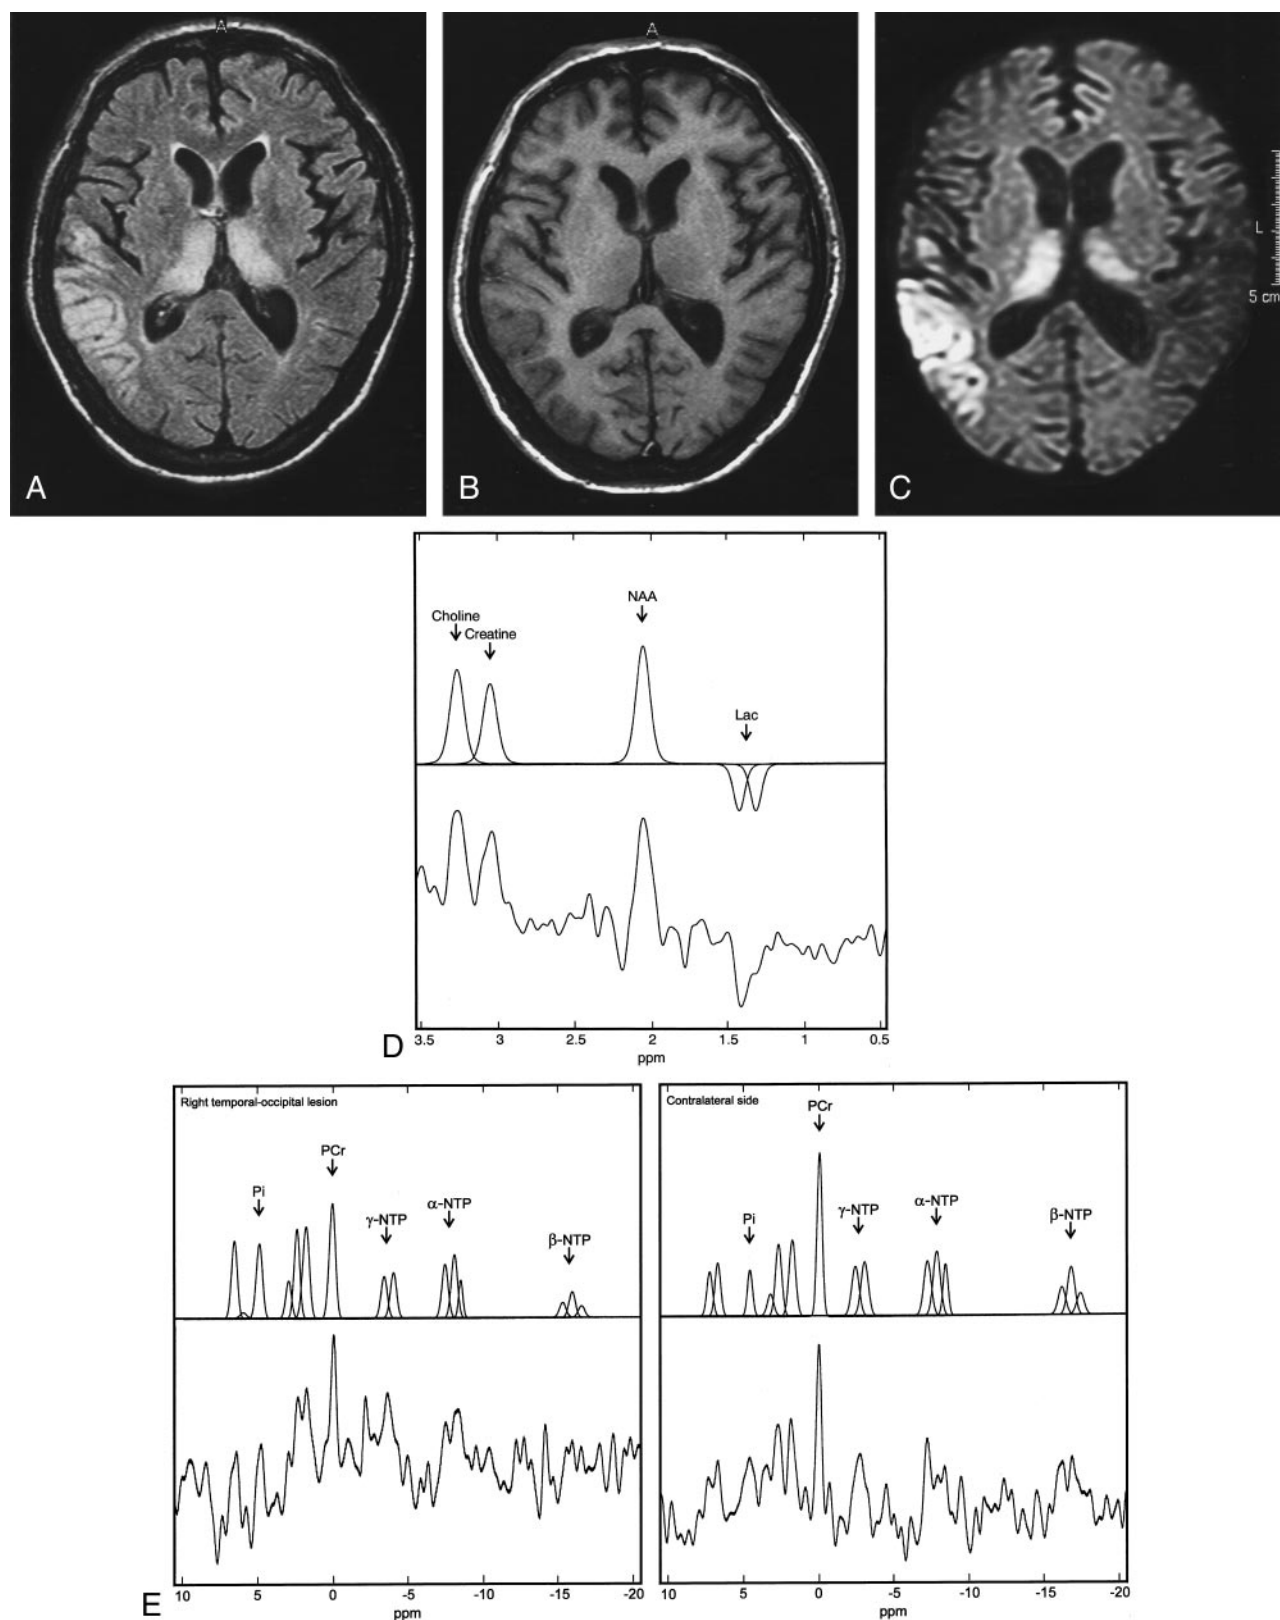 A
A
L
5 cm
A
B
C
NAA
Choline
Creatine
Lac
3.5 3 2.5 2 1.5 1 0.5
ppm
D
Right temporal-occipital lesion
PCr
Pi
γ-NTP
α-NTP
β-NTP
10 5 0 -5 -10 -15 -20
ppm
Contralateral side
PCr
Pi
γ-NTP
α-NTP
β-NTP
10 5 0 -5 -10 -15 -20
ppm
E